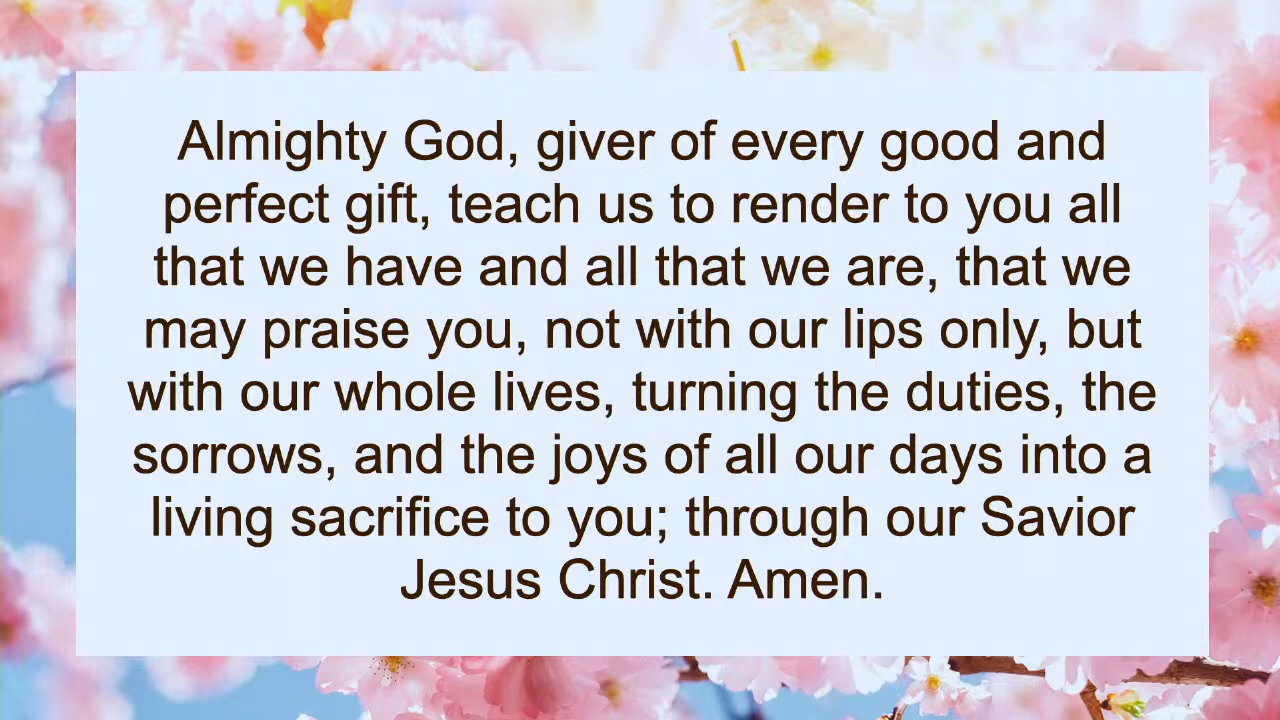 Almighty God, giver of every good and
perfect gift, teach us to render to you all
that we have and all that we are, that we
may praise you, not with our lips only, but
with our whole lives, turning the duties, the
sorrows, and the joys of all our days into a
living sacrifice to you; through our Savior
Jesus Christ. Amen.